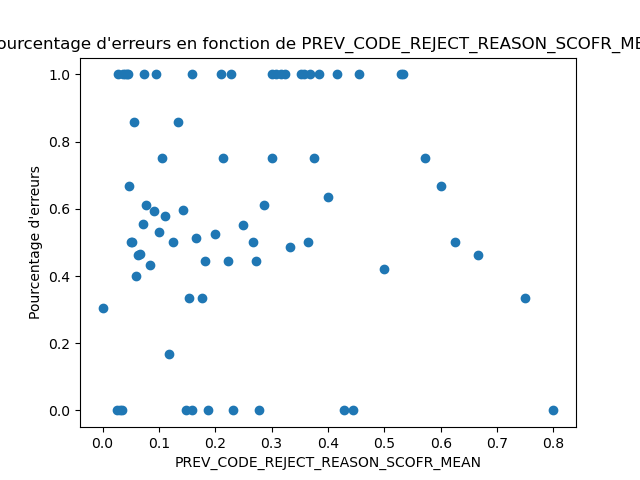 ourcentage d'erreurs en fonction de PREV_CODE_REJECT_REASON_SCOFR_ME
1.0
0.8
0.6
0.4
0.2
0.0
Pourcentage d'erreurs
0.0 0.1 0.2 0.3 0.4 0.5 0.6 0.7 0.8
PREV_CODE_REJECT_REASON_SCOFR_MEAN